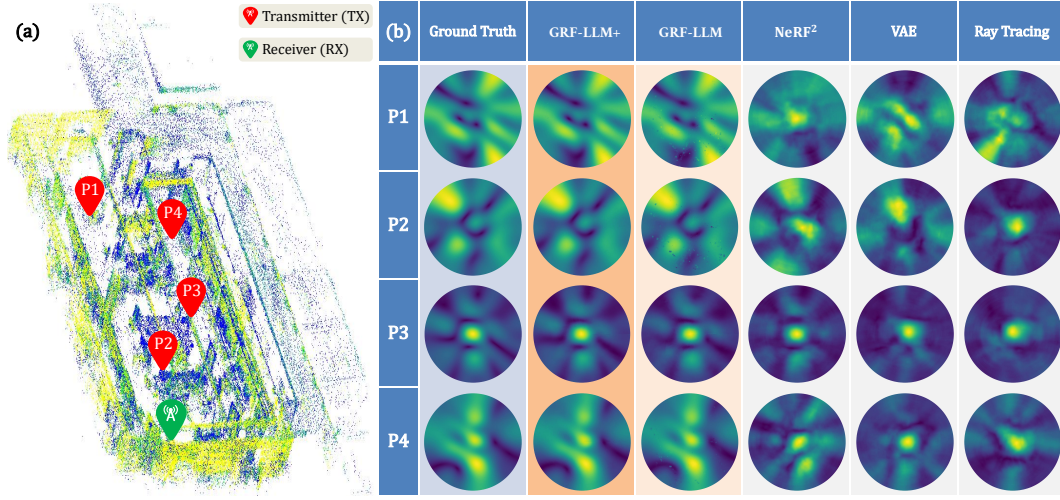 (a)
Transmitter (TX)
Receiver (RX)
P1
P4
P3
P2
(b) Ground Truth GRF-LLM+ GRF-LLM NeRF² VAE Ray Tracing
P1
P2
P3
P4